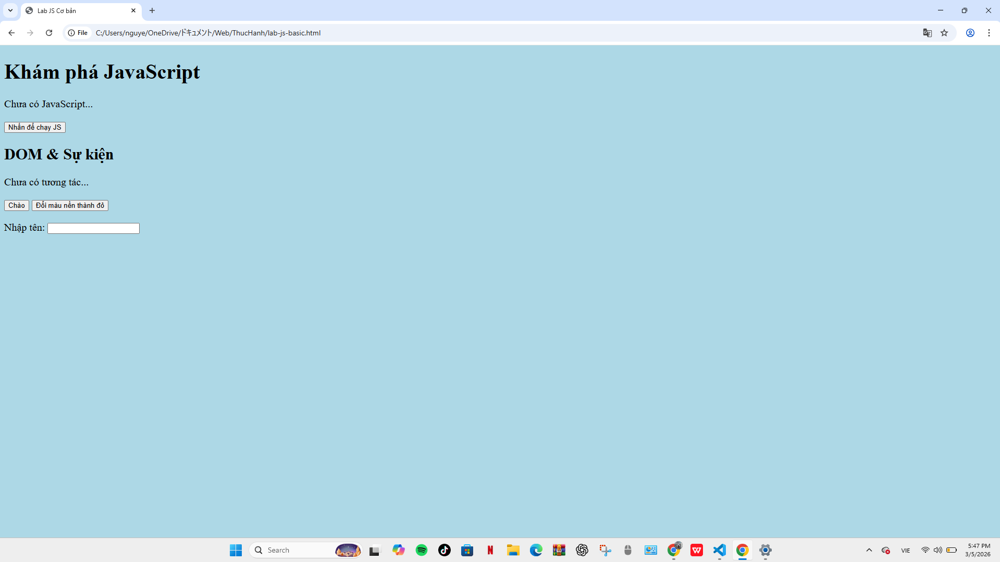 Lab JS Cơ bản
File
C:/Users/nguye/OneDrive/ドキュメント/Web/ThucHanh/lab-js-basic.html
Khám phá JavaScript
Chưa có JavaScript...
Nhấn để chạy JS
DOM & Sự kiện
Chưa có tương tác...
Chào Đổi màu nền thành đỏ
Nhập tên:
Search
VIE
5:47 PM
3/5/2026